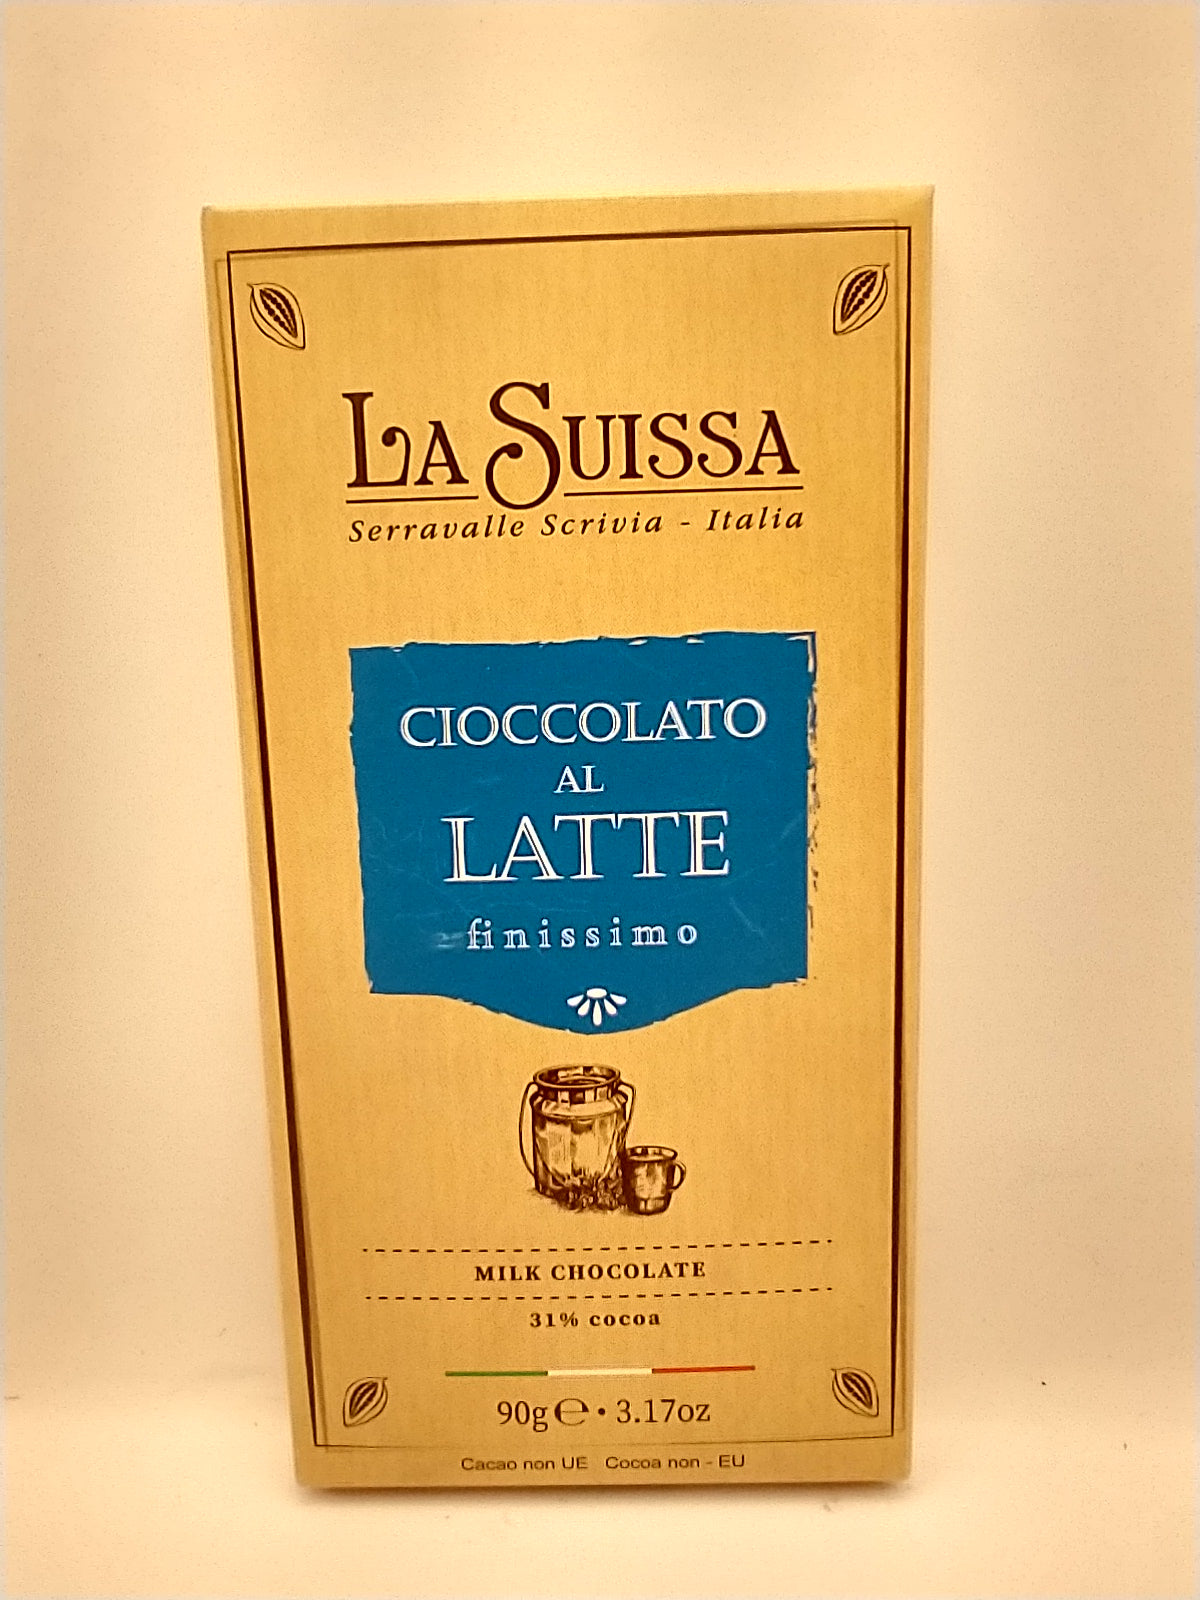 LA SUISSA
Serravalle Scrivia - Italia
CIOCCOLATO
AL
LATTE
finissimo
MILK CHOCOLATE
31% cocoa
90g ℮ • 3.17oz
Cacao non UE Cocoa non - EU